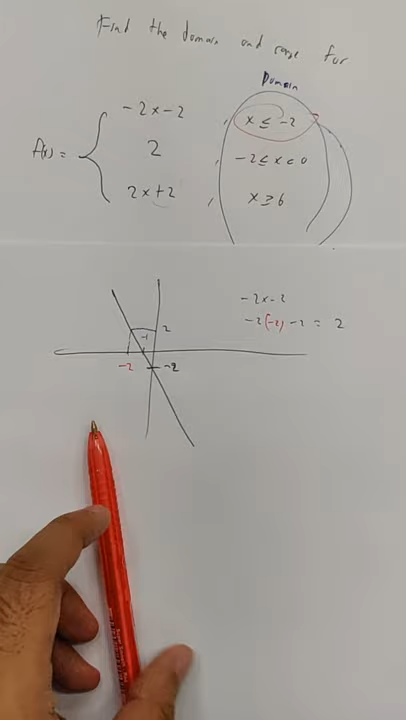 Find the domain and range for
Domain
f(x) = { -2x-2 , x ≤ -2
2 , -2 ≤ x < 0
2x+2 , x ≥ 6
-2x-2
-2(-2) -2 = 2
2
-1
-2
-2